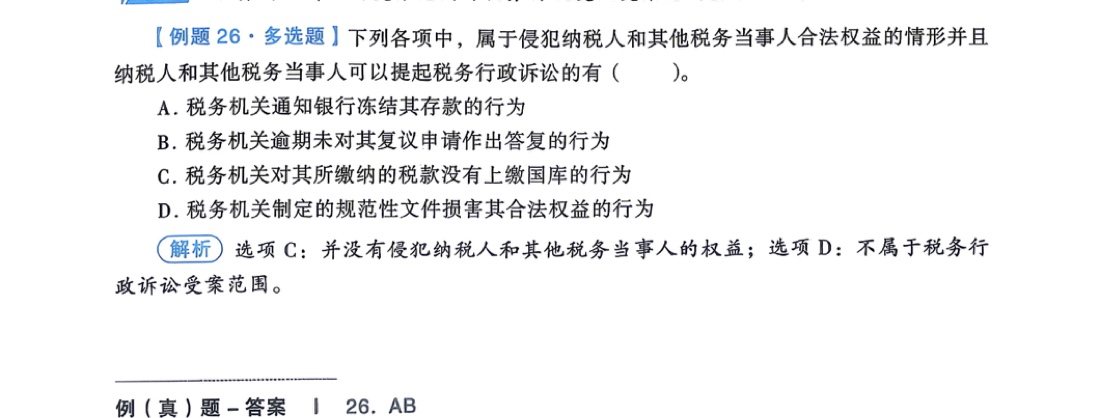 【例题 26·多选题】下列各项中，属于侵犯纳税人和其他税务当事人合法权益的情形并且
纳税人和其他税务当事人可以提起税务行政诉讼的有（　　）。
A. 税务机关通知银行冻结其存款的行为
B. 税务机关逾期未对其复议申请作出答复的行为
C. 税务机关对其所缴纳的税款没有上缴国库的行为
D. 税务机关制定的规范性文件损害其合法权益的行为
解析 选项 C：并没有侵犯纳税人和其他税务当事人的权益；选项 D：不属于税务行
政诉讼受案范围。
例（真）题－答案 | 26. AB